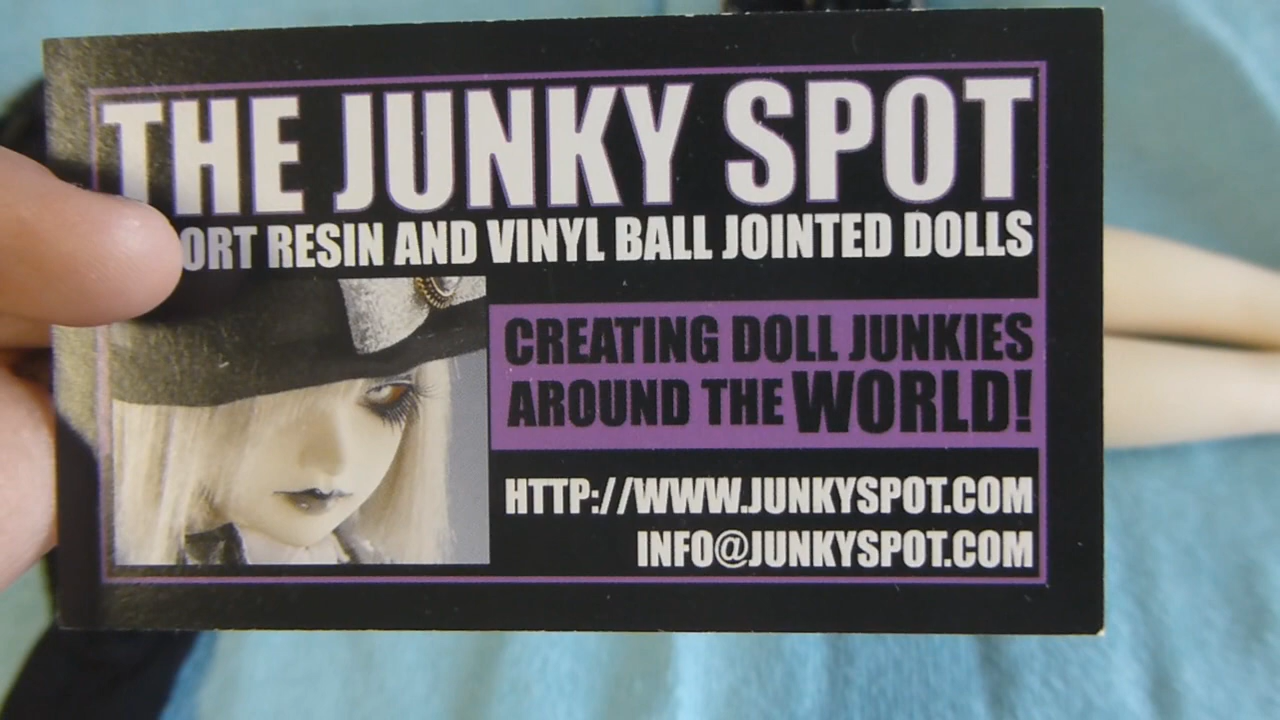 THE JUNKY SPOT
RESIN AND VINYL BALL JOINTED DOLLS
CREATING DOLL JUNKIES
AROUND THE WORLD!
HTTP://WWW.JUNKYSPOT.COM
INFO@JUNKYSPOT.COM